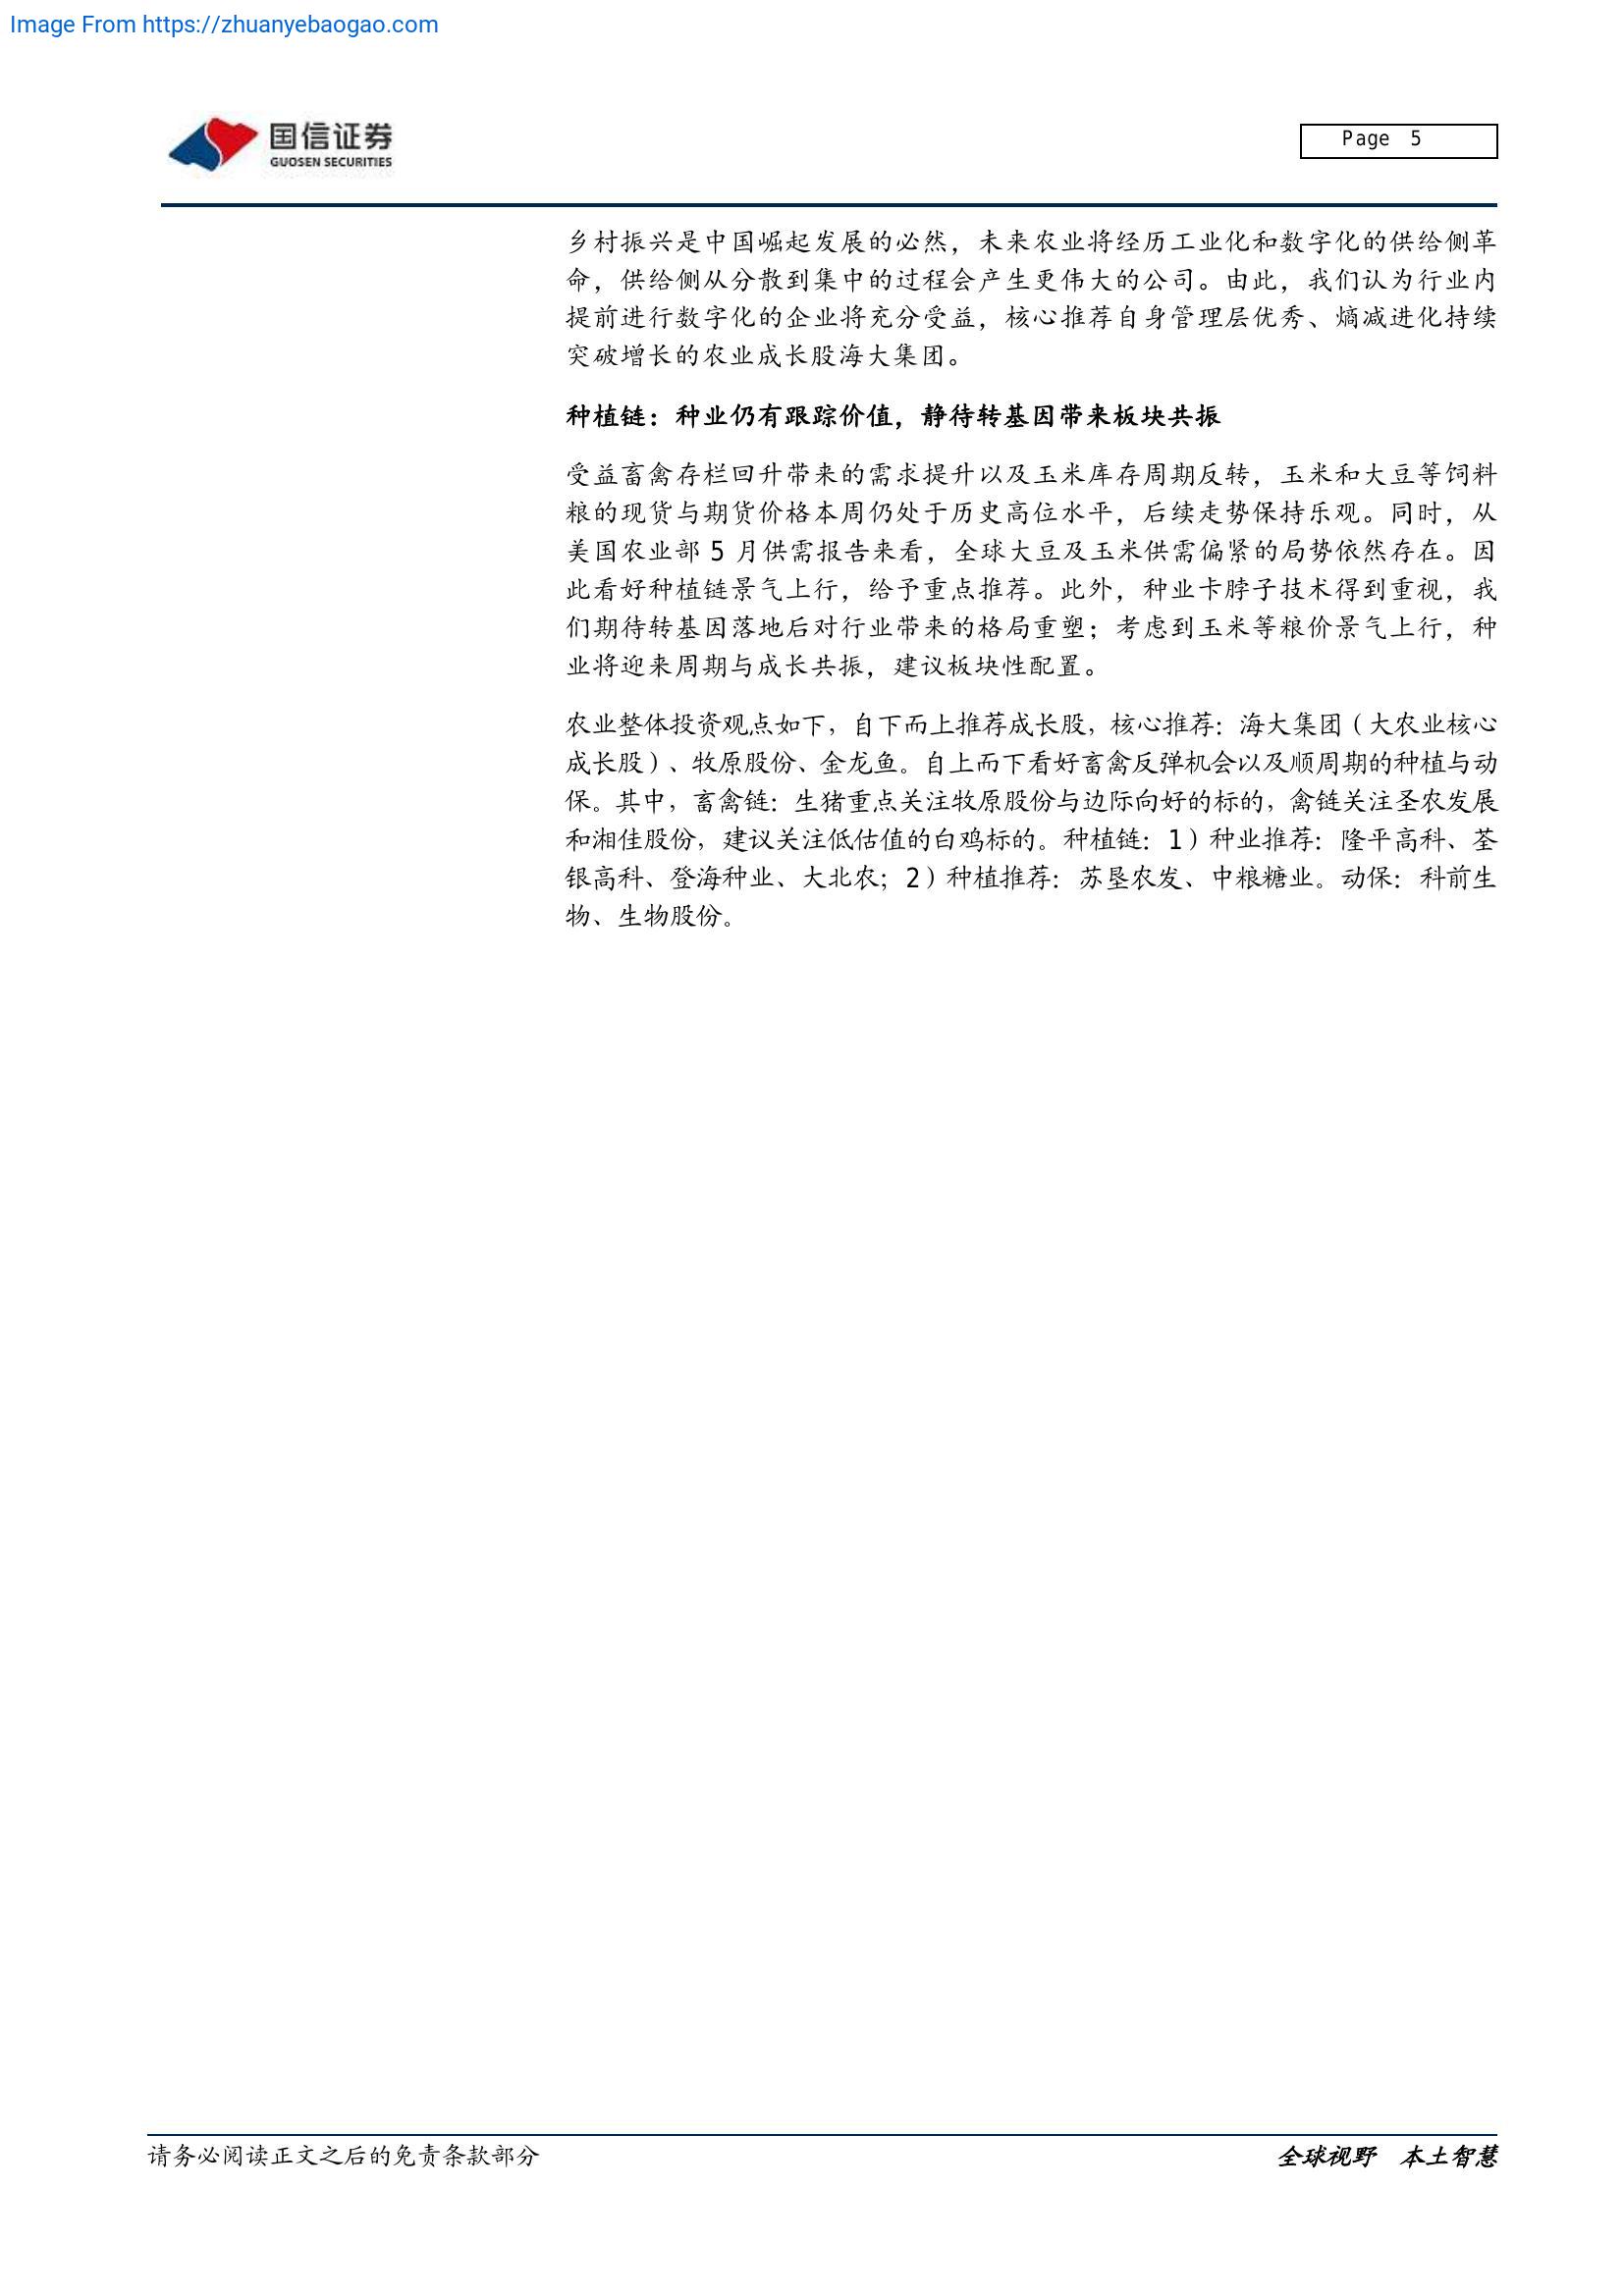 Image From https://zhuanyebaogao.com
国信证券
GUOSEN SECURITIES
Page 5
乡村振兴是中国崛起发展的必然，未来农业将经历工业化和数字化的供给侧革
命，供给侧从分散到集中的过程会产生更伟大的公司。由此，我们认为行业内
提前进行数字化的企业将充分受益，核心推荐自身管理层优秀、熵减进化持续
突破增长的农业成长股海大集团。
种植链：种业仍有跟踪价值，静待转基因带来板块共振
受益畜禽存栏回升带来的需求提升以及玉米库存周期反转，玉米和大豆等饲料
粮的现货与期货价格本周仍处于历史高位水平，后续走势保持乐观。同时，从
美国农业部 5 月供需报告来看，全球大豆及玉米供需偏紧的局势依然存在。因
此看好种植链景气上行，给予重点推荐。此外，种业卡脖子技术得到重视，我
们期待转基因落地后对行业带来的格局重塑；考虑到玉米等粮价景气上行，种
业将迎来周期与成长共振，建议板块性配置。
农业整体投资观点如下，自下而上推荐成长股，核心推荐：海大集团（大农业核心
成长股）、牧原股份、金龙鱼。自上而下看好畜禽反弹机会以及顺周期的种植与动
保。其中，畜禽链：生猪重点关注牧原股份与边际向好的标的，禽链关注圣农发展
和湘佳股份，建议关注低估值的白鸡标的。种植链：1）种业推荐：隆平高科、荃
银高科、登海种业、大北农；2）种植推荐：苏垦农发、中粮糖业。动保：科前生
物、生物股份。
请务必阅读正文之后的免责条款部分
全球视野 本土智慧